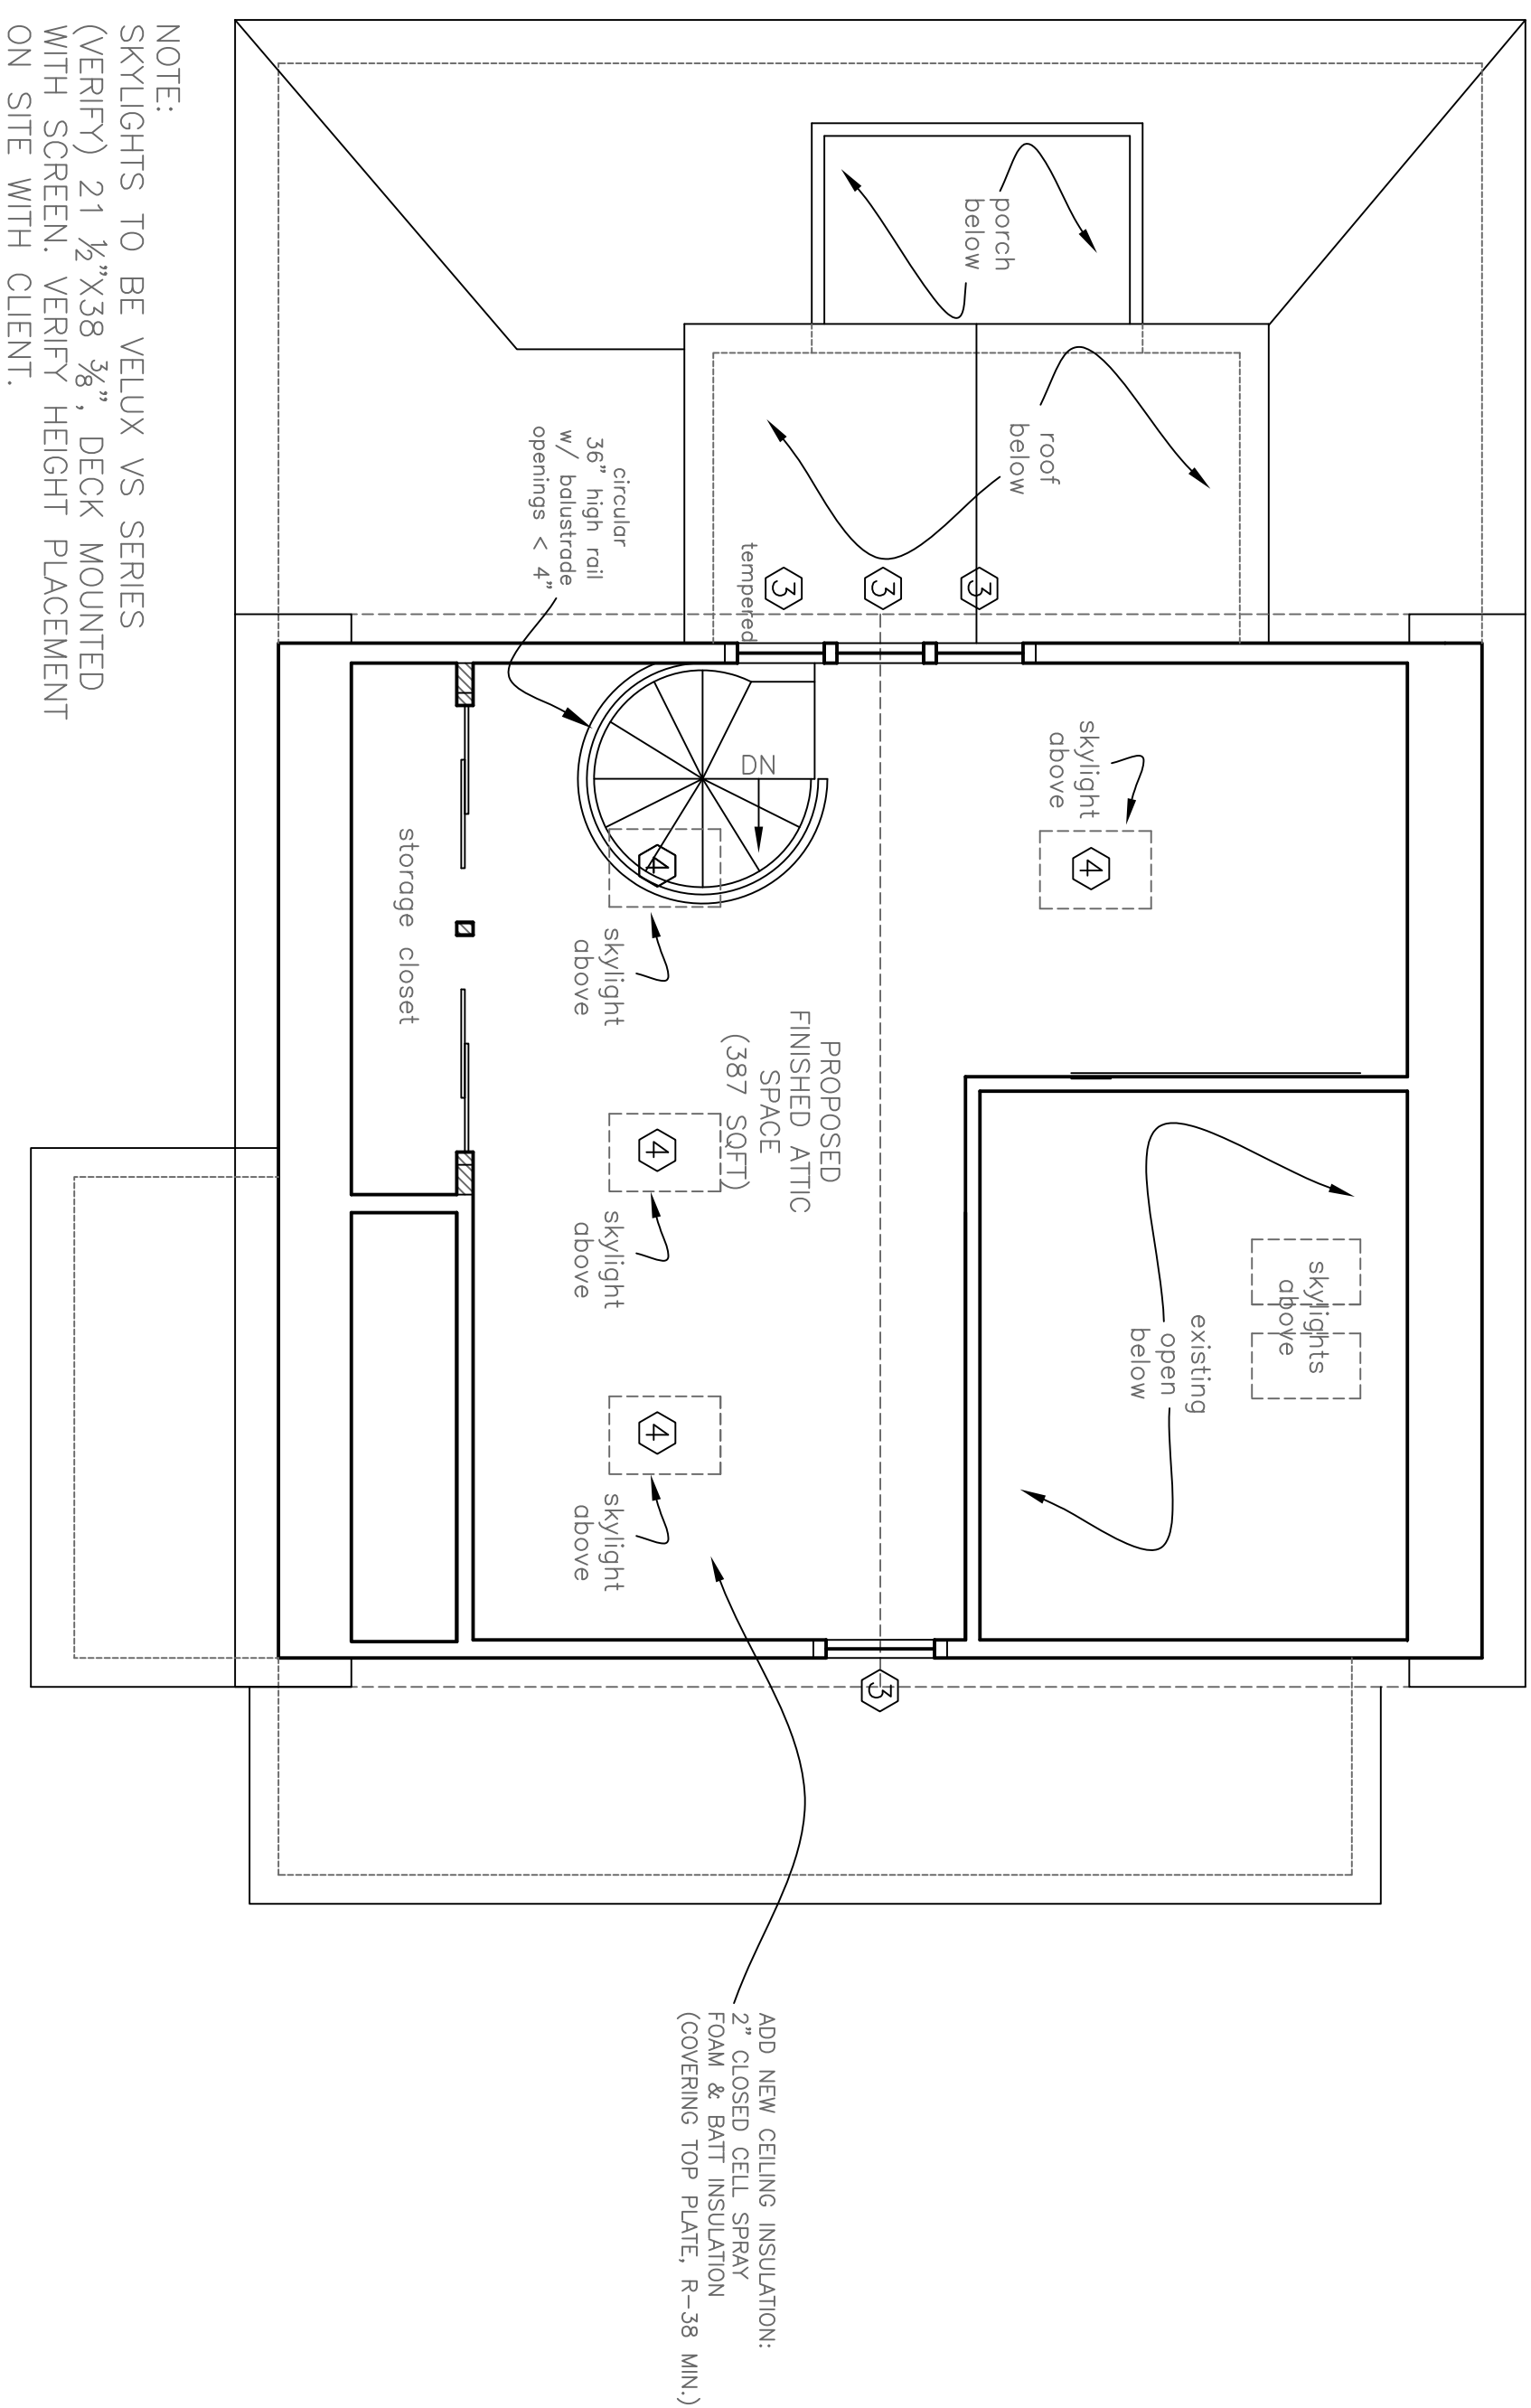 ADD NEW CEILING INSULATION:
2" CLOSED CELL SPRAY
FOAM & BATT INSULATION
(COVERING TOP PLATE, R-38 MIN.)
porch
below
roof
below
tempered
3
3
3
circular
36" high rail
w/ balustrade
openings < 4"
DN
skylight
above
4
skylights
above
existing
open
below
PROPOSED
FINISHED ATTIC
SPACE
(387 SQFT)
4
skylight
above
4
skylight
above
4
skylight
above
storage closet
3
NOTE:
SKYLIGHTS TO BE VELUX VS SERIES
(VERIFY) 21 ½"X38 ⅜", DECK MOUNTED
WITH SCREEN. VERIFY HEIGHT PLACEMENT
ON SITE WITH CLIENT.